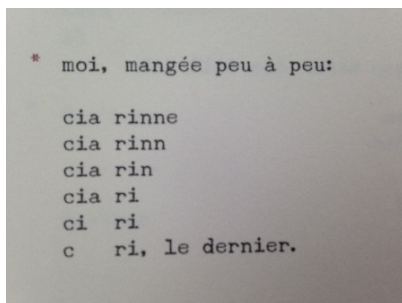 * moi, mangée peu à peu:
cia rinne
cia rinn
cia rin
cia ri
ci ri
c ri, le dernier.